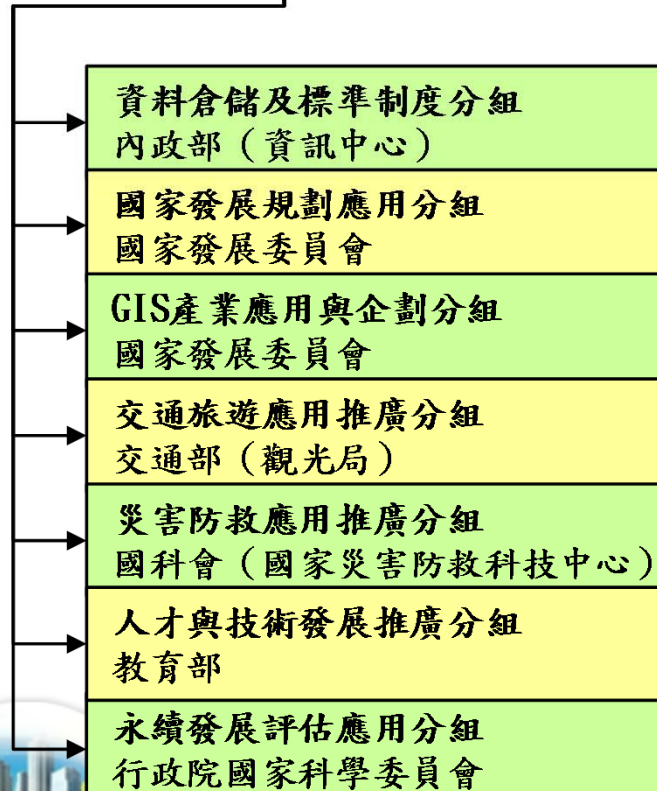 資料倉儲及標準制度分組
內政部（資訊中心）
國家發展規劃應用分組
國家發展委員會
GIS產業應用與企劃分組
國家發展委員會
交通旅遊應用推廣分組
交通部（觀光局）
災害防救應用推廣分組
國科會（國家災害防救科技中心）
人才與技術發展推廣分組
教育部
永續發展評估應用分組
行政院國家科學委員會